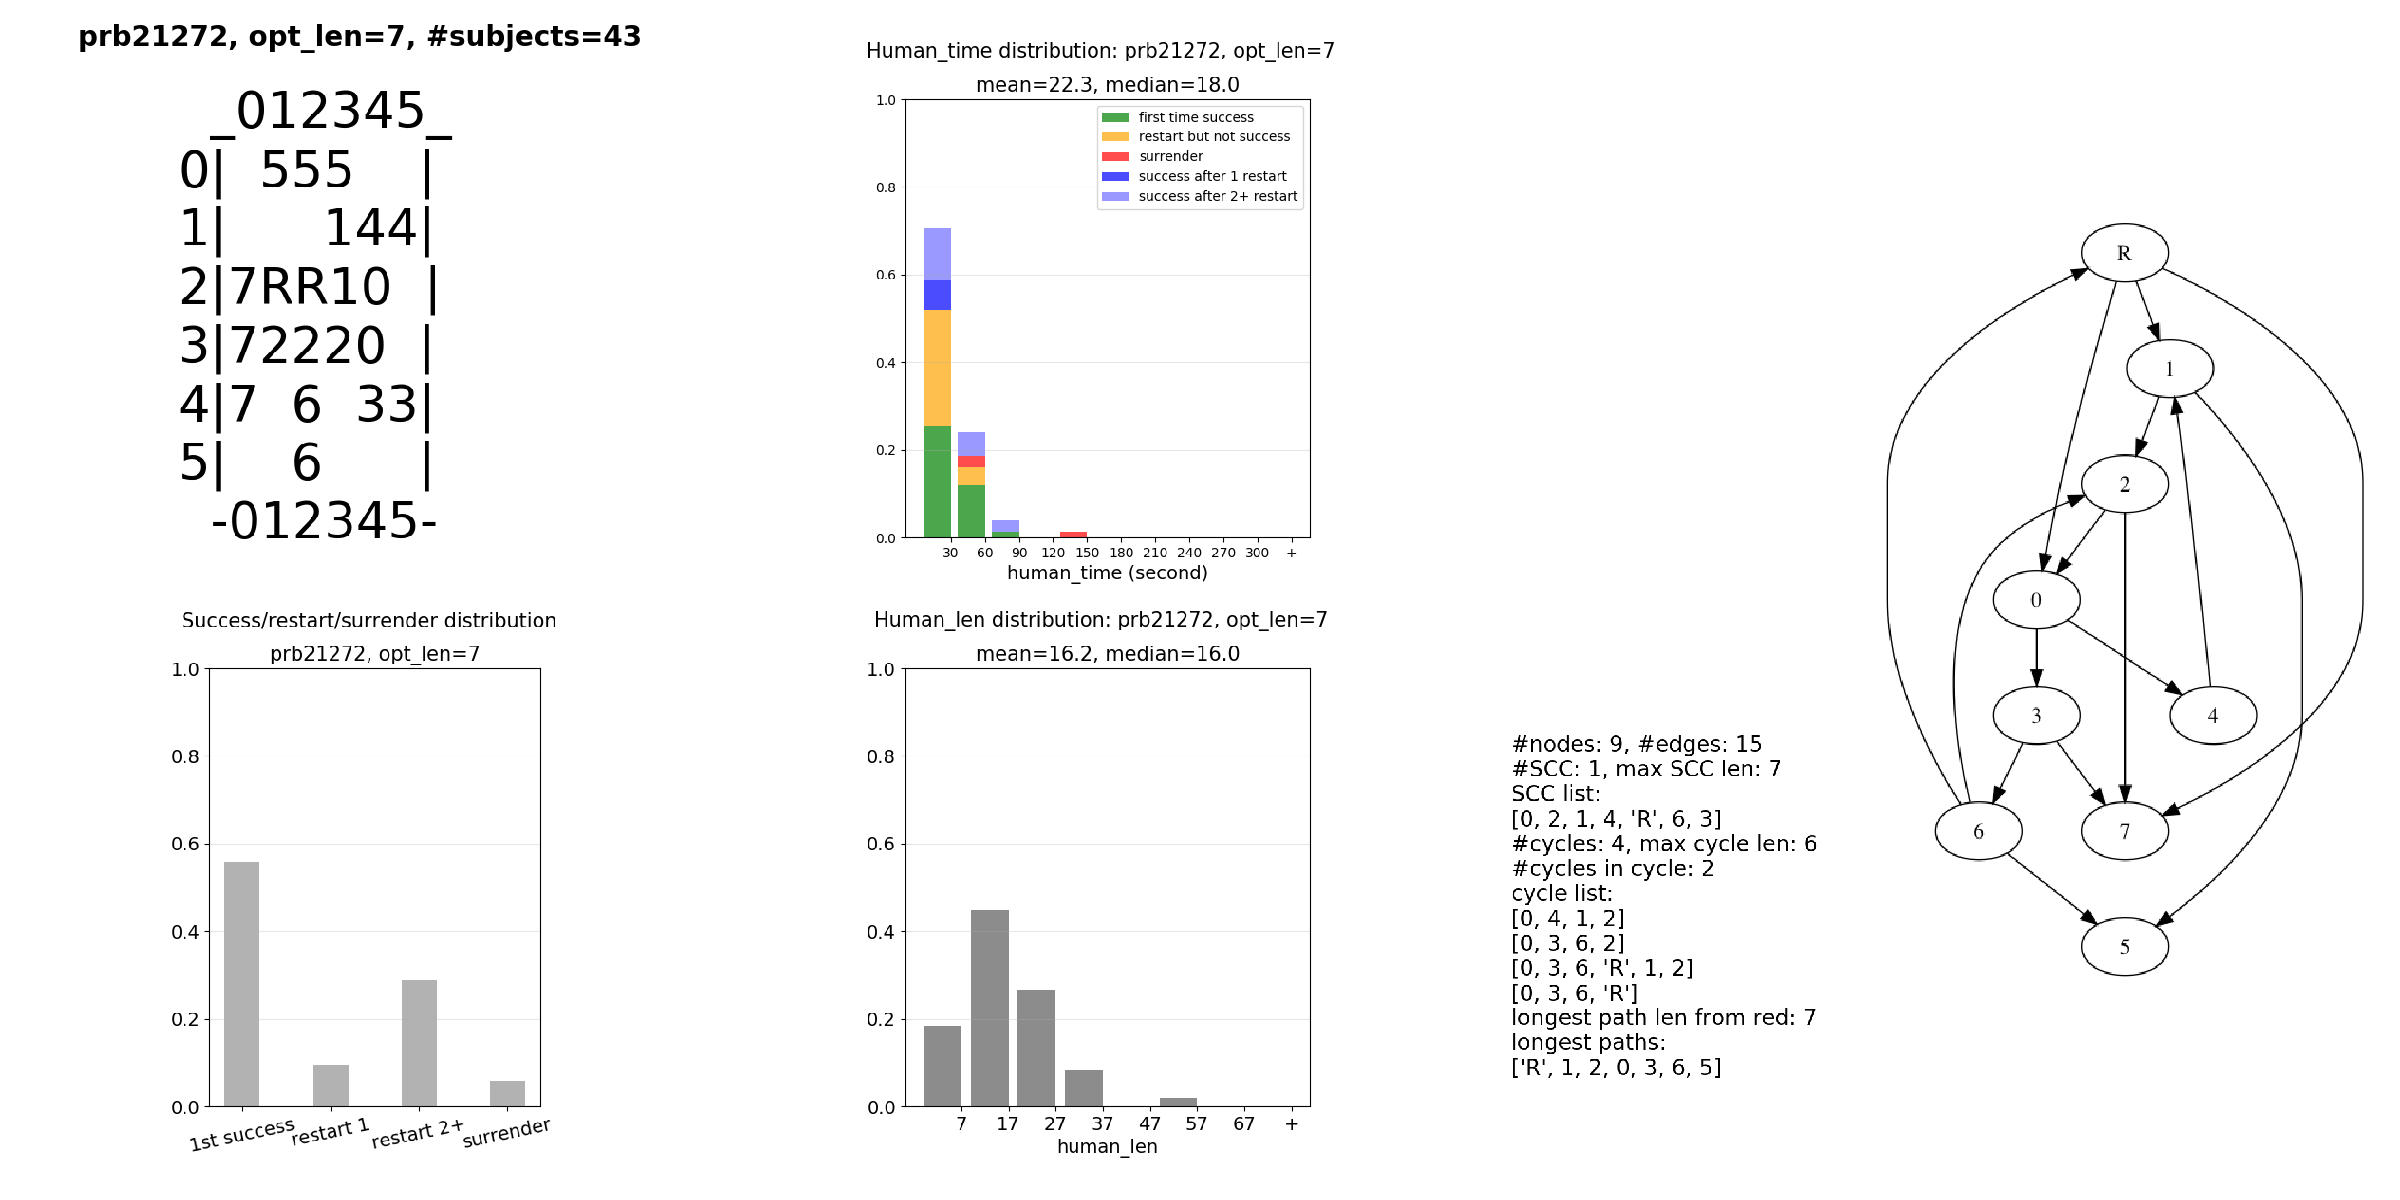 prb21272, opt_len=7, #subjects=43
_012345_
0| 555  |
1|   144|
2|7RR10 |
3|72220 |
4|7 6 33|
5|  6   |
-012345-
Human_time distribution: prb21272, opt_len=7
mean=22.3, median=18.0
1.0
0.8
0.6
0.4
0.2
0.0
first time success
restart but not success
surrender
success after 1 restart
success after 2+ restart
30 60 90 120 150 180 210 240 270 300 +
human_time (second)
Success/restart/surrender distribution
prb21272, opt_len=7
1.0
0.8
0.6
0.4
0.2
0.0
1st success restart 1 restart 2+ surrender
Human_len distribution: prb21272, opt_len=7
mean=16.2, median=16.0
1.0
0.8
0.6
0.4
0.2
0.0
7 17 27 37 47 57 67 +
human_len
#nodes: 9, #edges: 15
#SCC: 1, max SCC len: 7
SCC list:
[0, 2, 1, 4, 'R', 6, 3]
#cycles: 4, max cycle len: 6
#cycles in cycle: 2
cycle list:
[0, 4, 1, 2]
[0, 3, 6, 2]
[0, 3, 6, 'R', 1, 2]
[0, 3, 6, 'R']
longest path len from red: 7
longest paths:
['R', 1, 2, 0, 3, 6, 5]
R
1
2
0
3 4
6 7
5